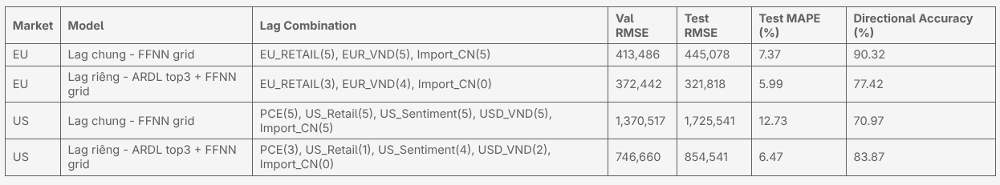 Market Model Lag Combination Val RMSE Test RMSE Test MAPE (%) Directional Accuracy (%)
EU Lag chung - FFNN grid EU_RETAIL(5), EUR_VND(5), Import_CN(5) 413,486 445,078 7.37 90.32
EU Lag riêng - ARDL top3 + FFNN grid EU_RETAIL(3), EUR_VND(4), Import_CN(0) 372,442 321,818 5.99 77.42
US Lag chung - FFNN grid PCE(5), US_Retail(5), US_Sentiment(5), USD_VND(5), Import_CN(5) 1,370,517 1,725,541 12.73 70.97
US Lag riêng - ARDL top3 + FFNN grid PCE(3), US_Retail(1), US_Sentiment(4), USD_VND(2), Import_CN(0) 746,660 854,541 6.47 83.87